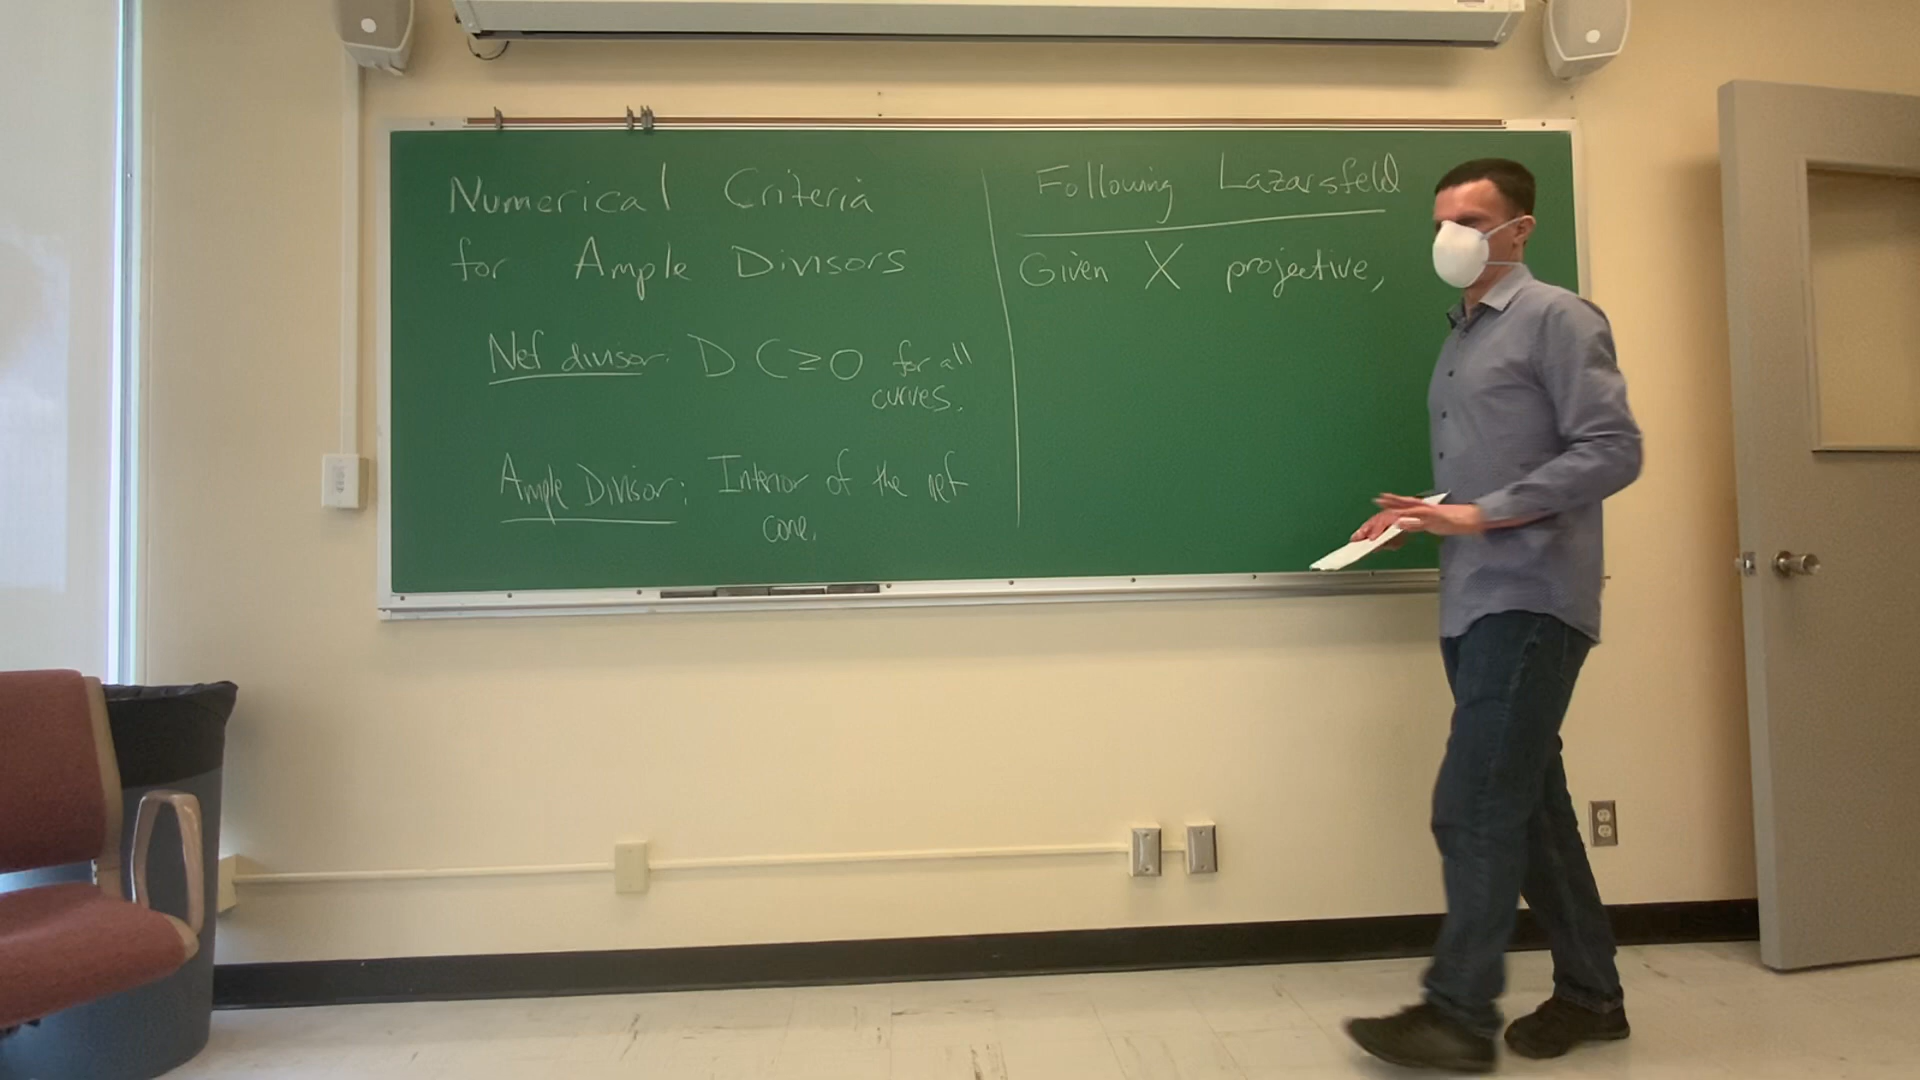 Numerical Criteria
for Ample Divisors
Nef divisor: D C ≥ 0 for all
curves.
Ample Divisor: Interior of the nef
cone.
Following Lazarsfeld
Given X projective,